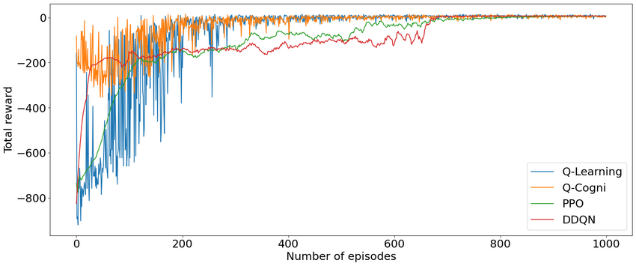 Total reward
0
−200
−400
−600
−800
0
200
400
600
800
1000
Number of episodes
Q-Learning
Q-Cogni
PPO
DDQN